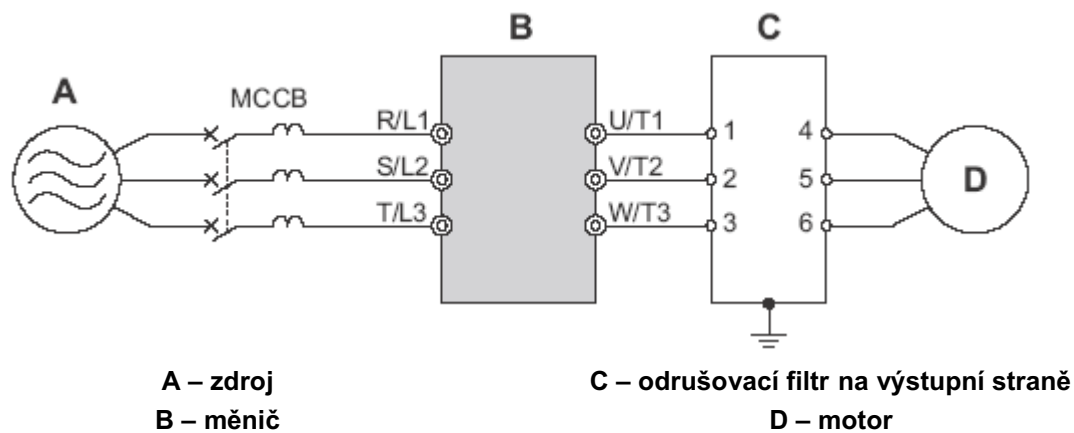 B
C
A
MCCB
R/L1
U/T1
1
4
S/L2
V/T2
2
5
D
T/L3
W/T3
3
6
A – zdroj
C – odrušovací filtr na výstupní straně
B – měnič
D – motor